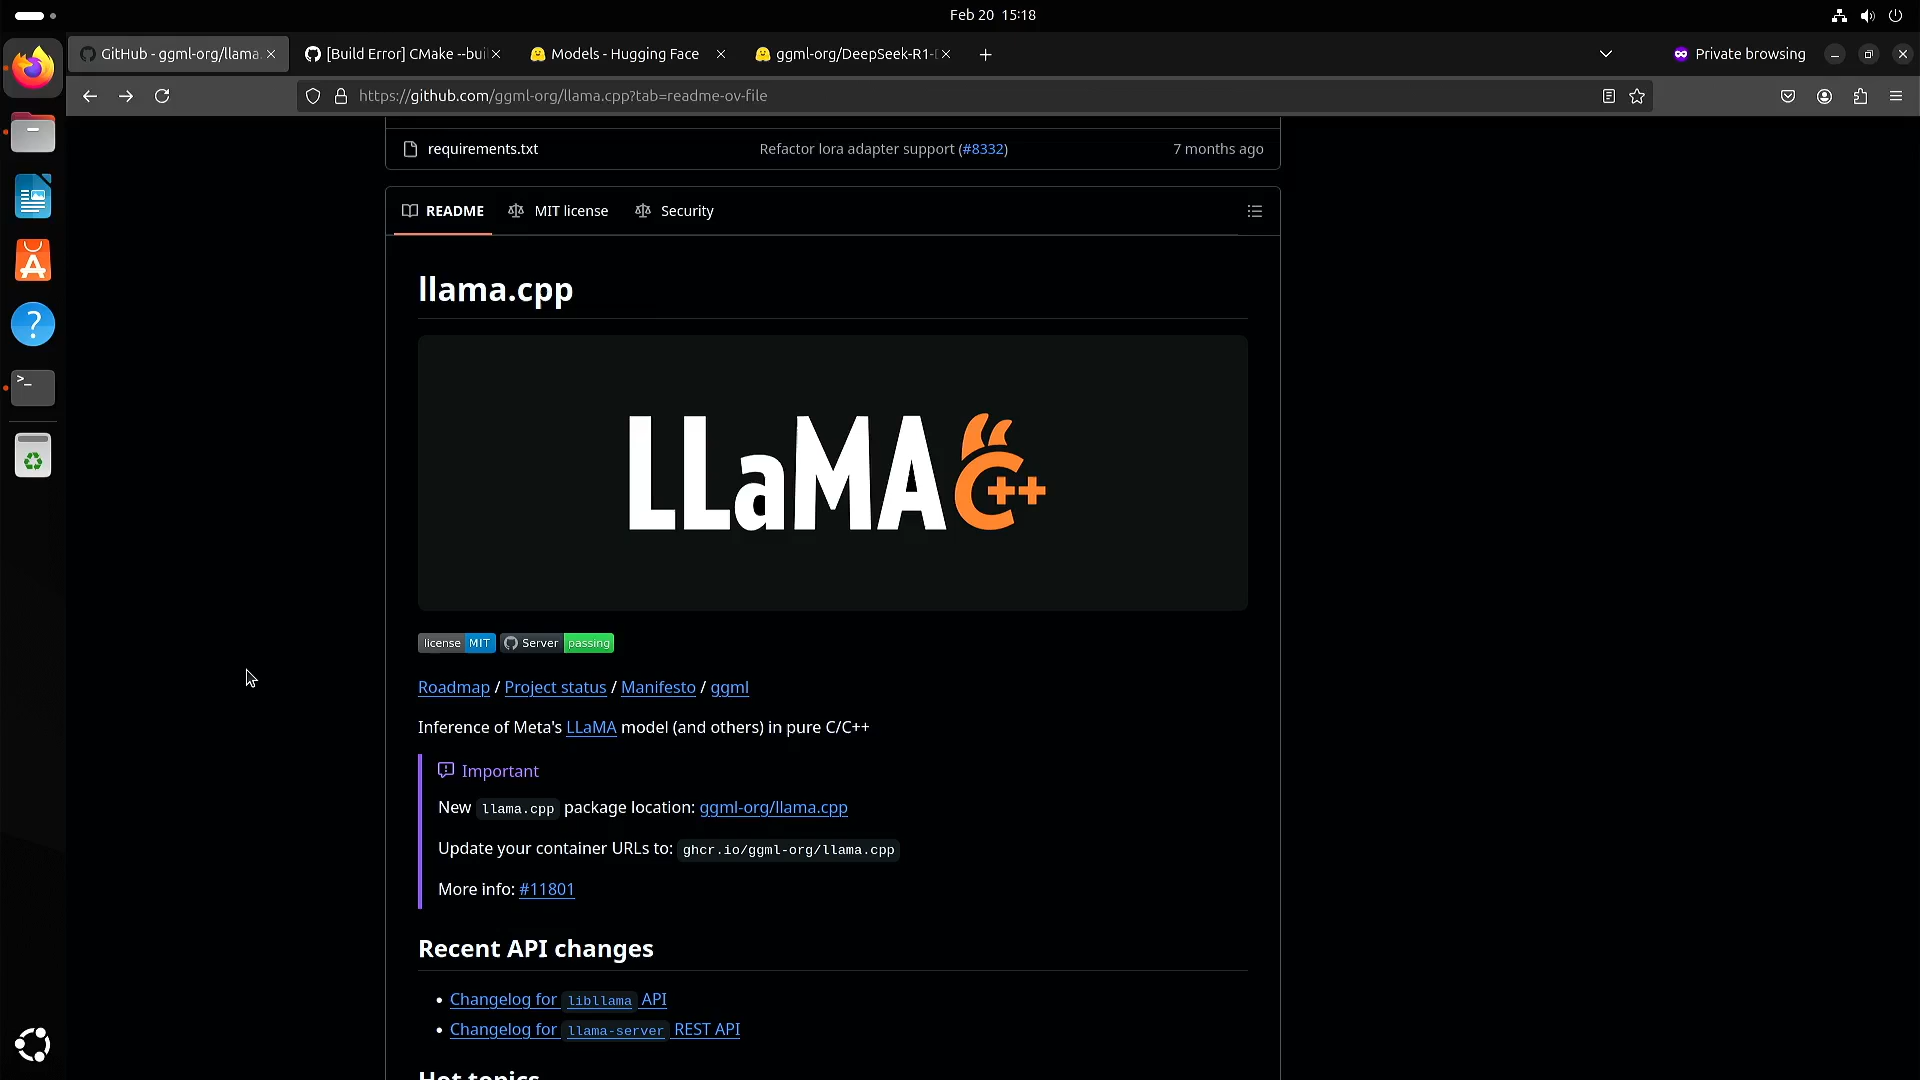 Feb 20 15:18
GitHub - ggml-org/llama.
[Build Error] CMake --bui
Models - Hugging Face
ggml-org/DeepSeek-R1-
Private browsing
https://github.com/ggml-org/llama.cpp?tab=readme-ov-file
requirements.txt Refactor lora adapter support (#8332) 7 months ago
README MIT license Security
llama.cpp
LLaMA C++
license MIT Server passing
Roadmap / Project status / Manifesto / ggml
Inference of Meta's LLaMA model (and others) in pure C/C++
Important
New llama.cpp package location: ggml-org/llama.cpp
Update your container URLs to: ghcr.io/ggml-org/llama.cpp
More info: #11801
Recent API changes
• Changelog for libllama API
• Changelog for llama-server REST API
Hot topics